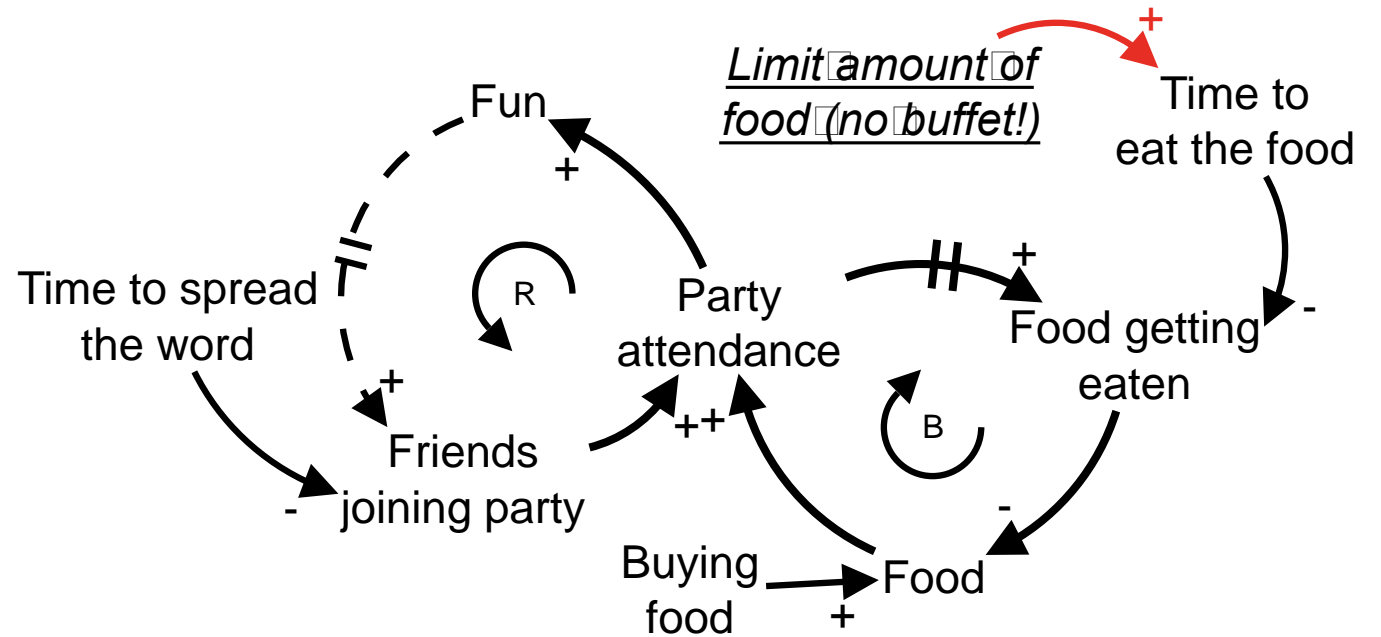 +
Limit amount of
food (no buffet!)
Time to
eat the food
Fun
+
+
-
Time to spread
the word
R
Party
attendance
Food getting
eaten
+
++
B
Friends
joining party
-
-
Buying
food
Food
+